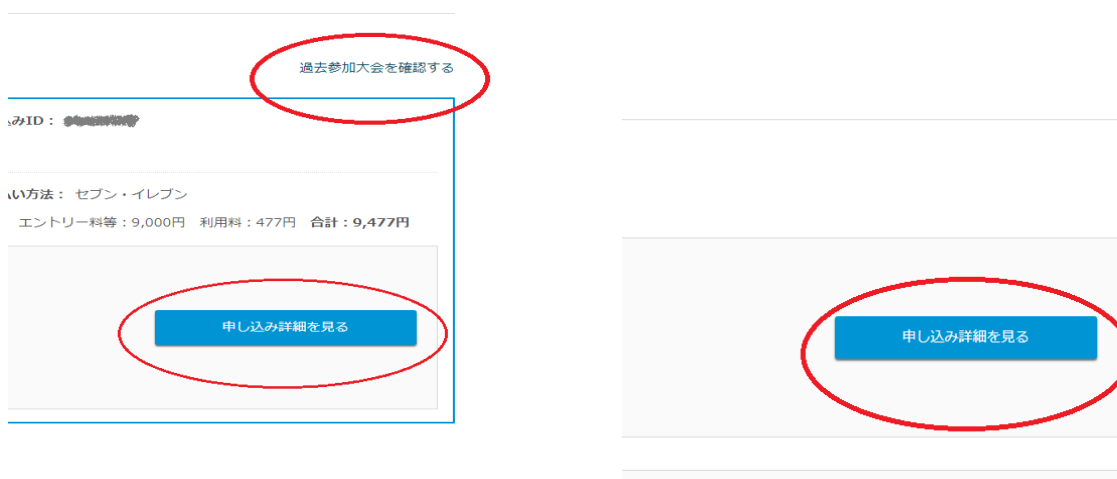 過去参加大会を確認する
込みID：
払い方法： セブン・イレブン
エントリー料等：9,000円 利用料：477円 合計：9,477円
申し込み詳細を見る
申し込み詳細を見る